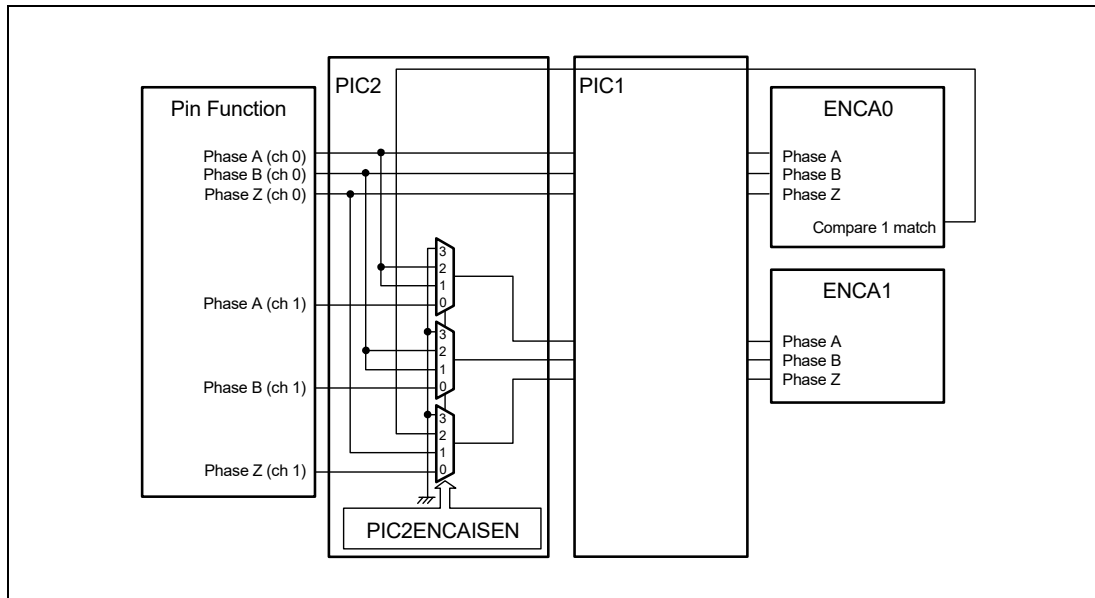 PIC2
PIC1
Pin Function
Phase A (ch 0)
Phase B (ch 0)
Phase Z (ch 0)
Phase A (ch 1)
Phase B (ch 1)
Phase Z (ch 1)
3
2
1
0
3
2
1
0
3
2
1
0
PIC2ENCAISEN
ENCA0
Phase A
Phase B
Phase Z
Compare 1 match
ENCA1
Phase A
Phase B
Phase Z